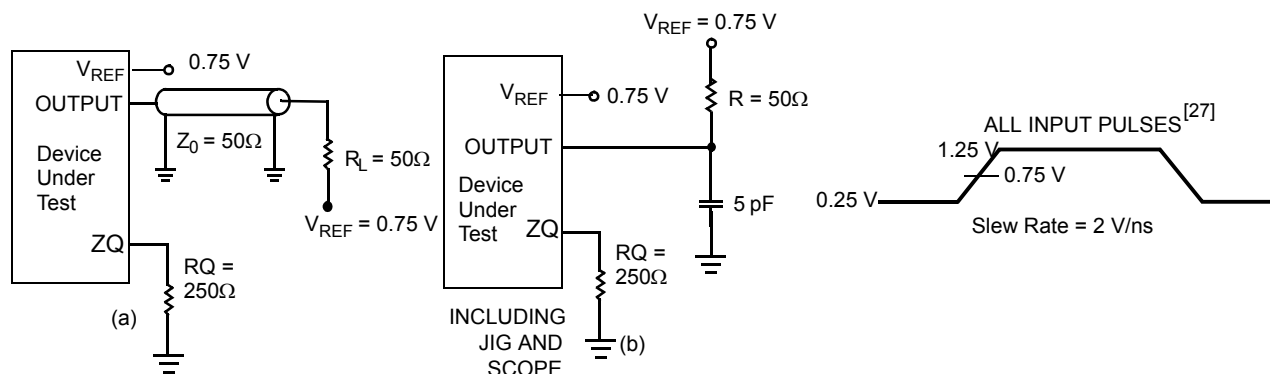 V_REF
0.75 V
OUTPUT
Z_0 = 50Ω
Device
Under
Test
R_L = 50Ω
V_REF = 0.75 V
ZQ
RQ =
250Ω
(a)
V_REF = 0.75 V
R = 50Ω
V_REF
0.75 V
OUTPUT
Device
Under
Test
5 pF
ZQ
RQ =
250Ω
INCLUDING
JIG AND
SCOPE
(b)
ALL INPUT PULSES[27]
1.25 V
0.75 V
0.25 V
Slew Rate = 2 V/ns